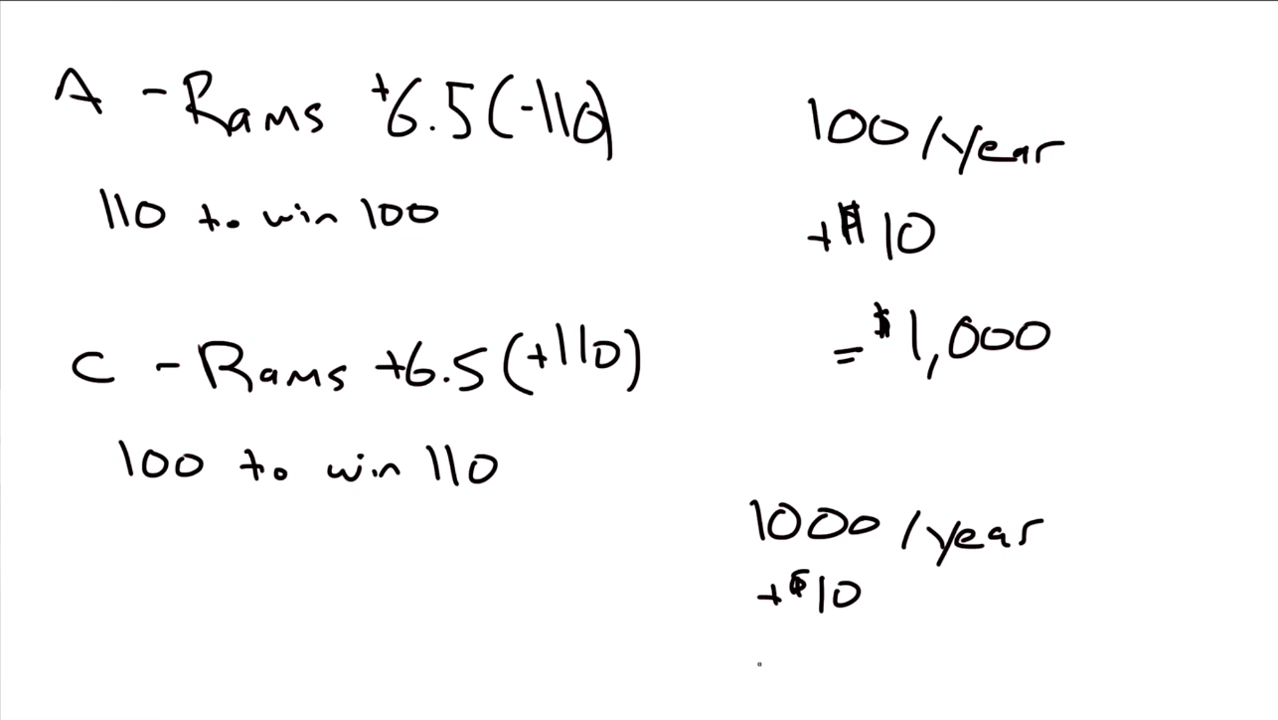 A - Rams +6.5 (-110)
110 to win 100
C - Rams +6.5 (+110)
100 to win 110
100/year
+$10
= $1,000
1000/year
+$10